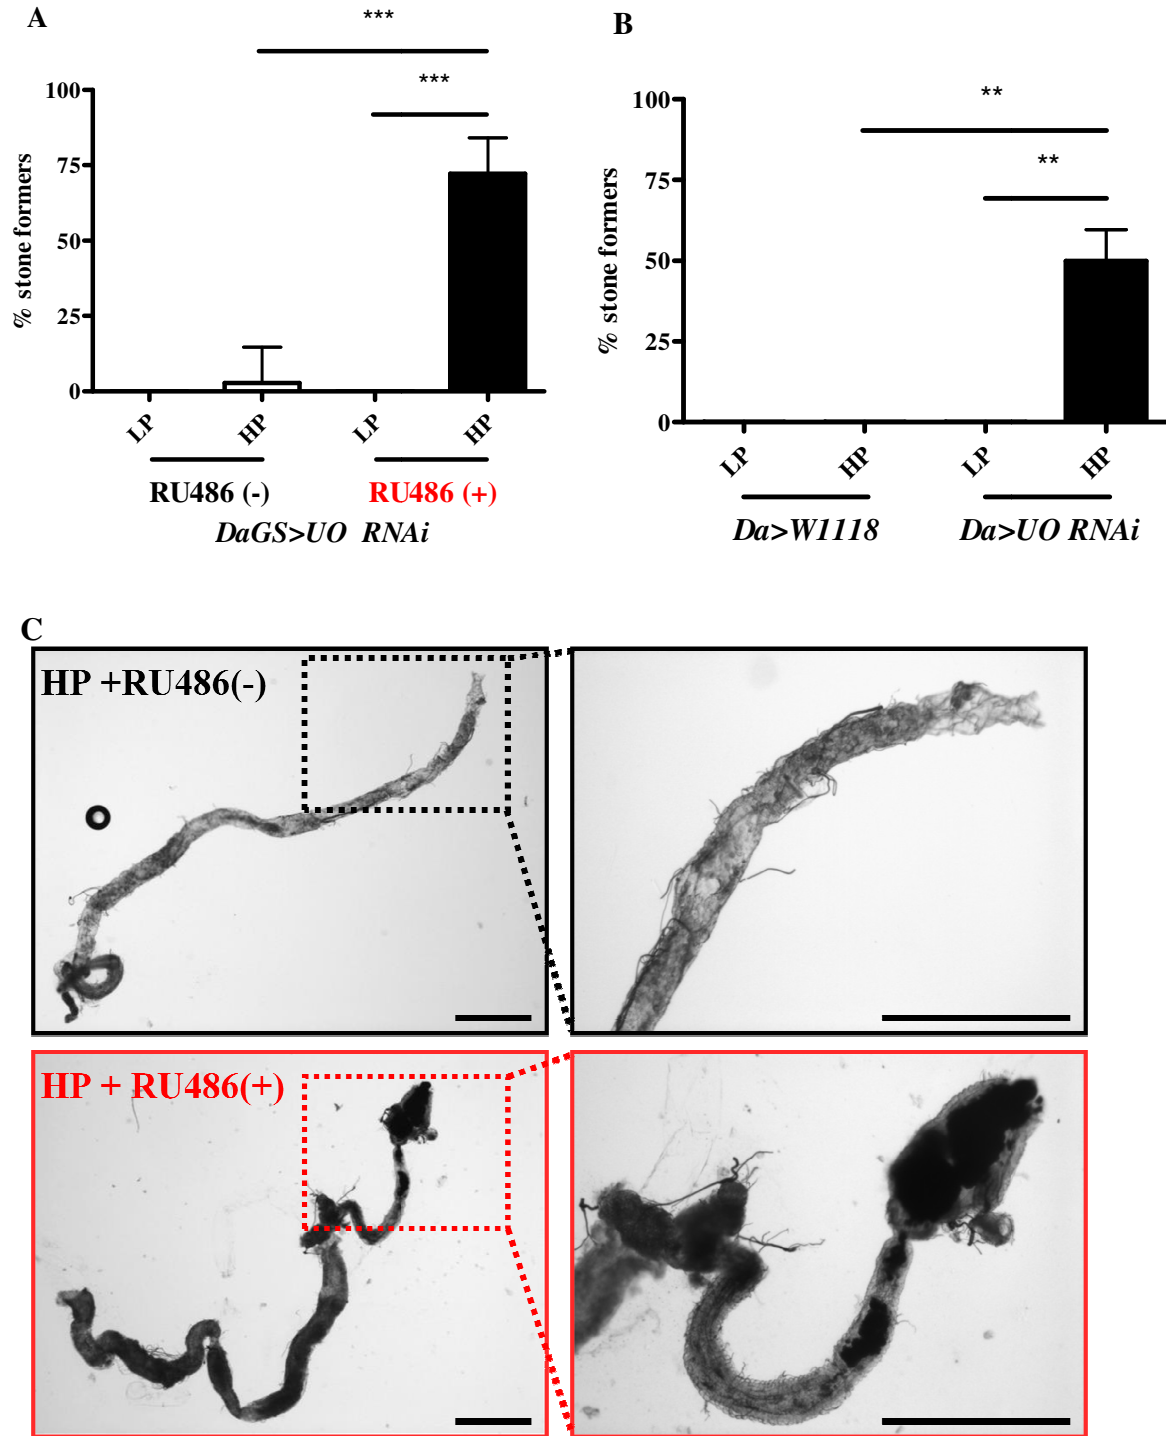 A
***
***
% stone formers
100
75
50
25
0
LP
HP
LP
HP
RU486 (-)
RU486 (+)
DaGS>UO RNAi
B
**
**
% stone formers
100
75
50
25
0
LP
HP
LP
HP
Da>W1118
Da>UO RNAi
C
HP +RU486(-)
HP + RU486(+)